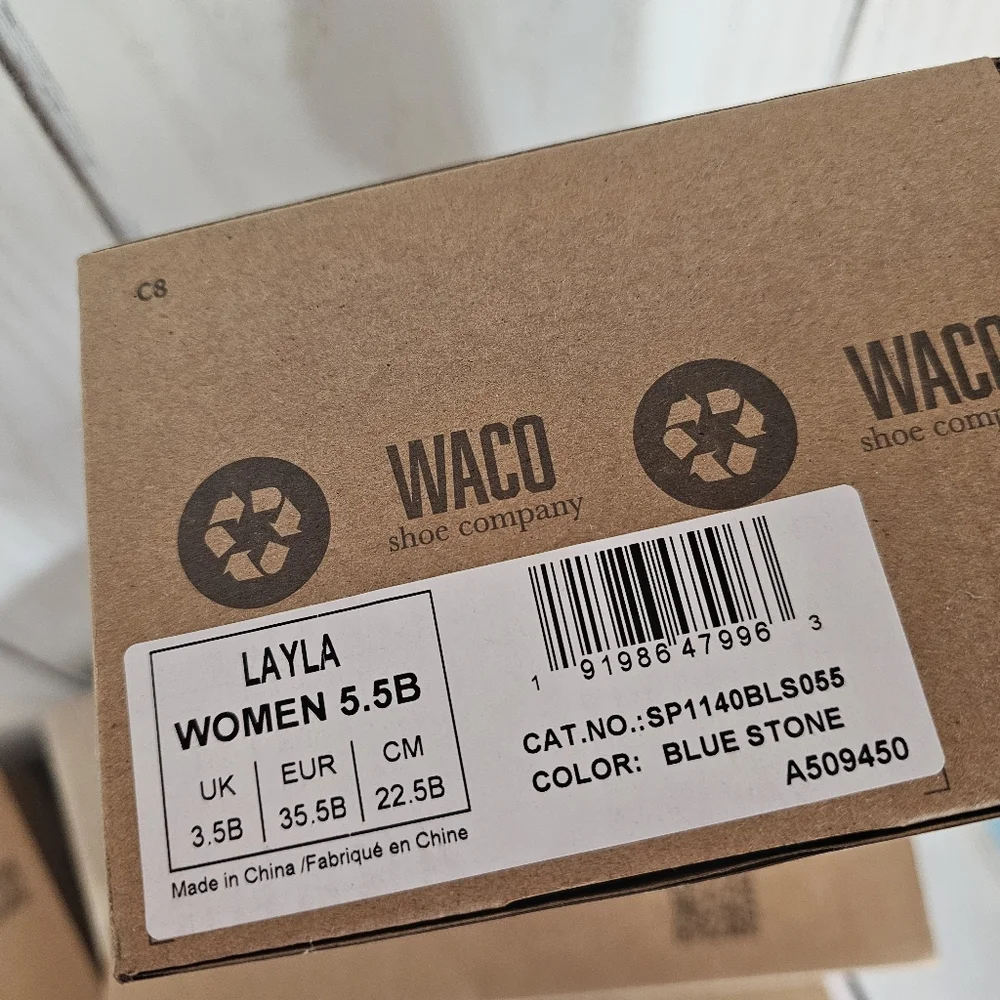 C8
WACO
shoe company
WACO
shoe
LAYLA
WOMEN 5.5B
UK EUR CM
3.5B 35.5B 22.5B
Made in China /Fabriqué en Chine
1 91986 47996 3
CAT.NO.:SP1140BLS055
COLOR: BLUE STONE
A509450